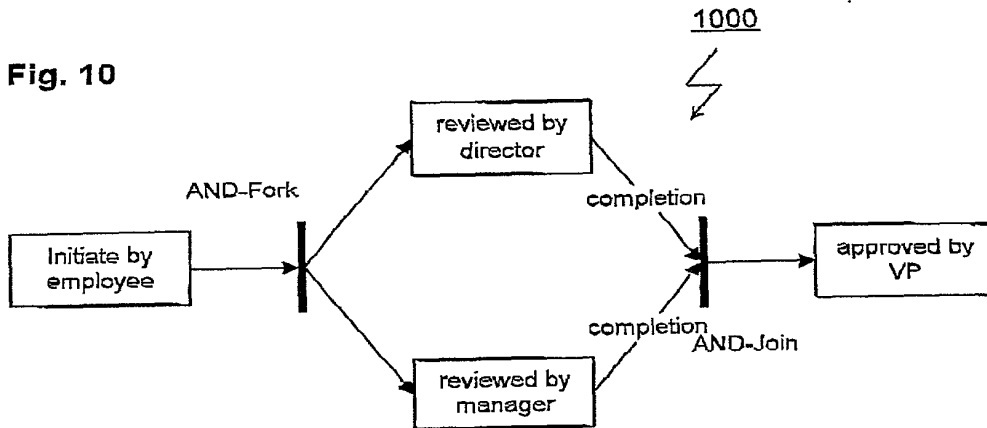 1000
Fig. 10
reviewed by
director
AND-Fork
completion
Initiate by
employee
approved by
VP
completion
AND-Join
reviewed by
manager